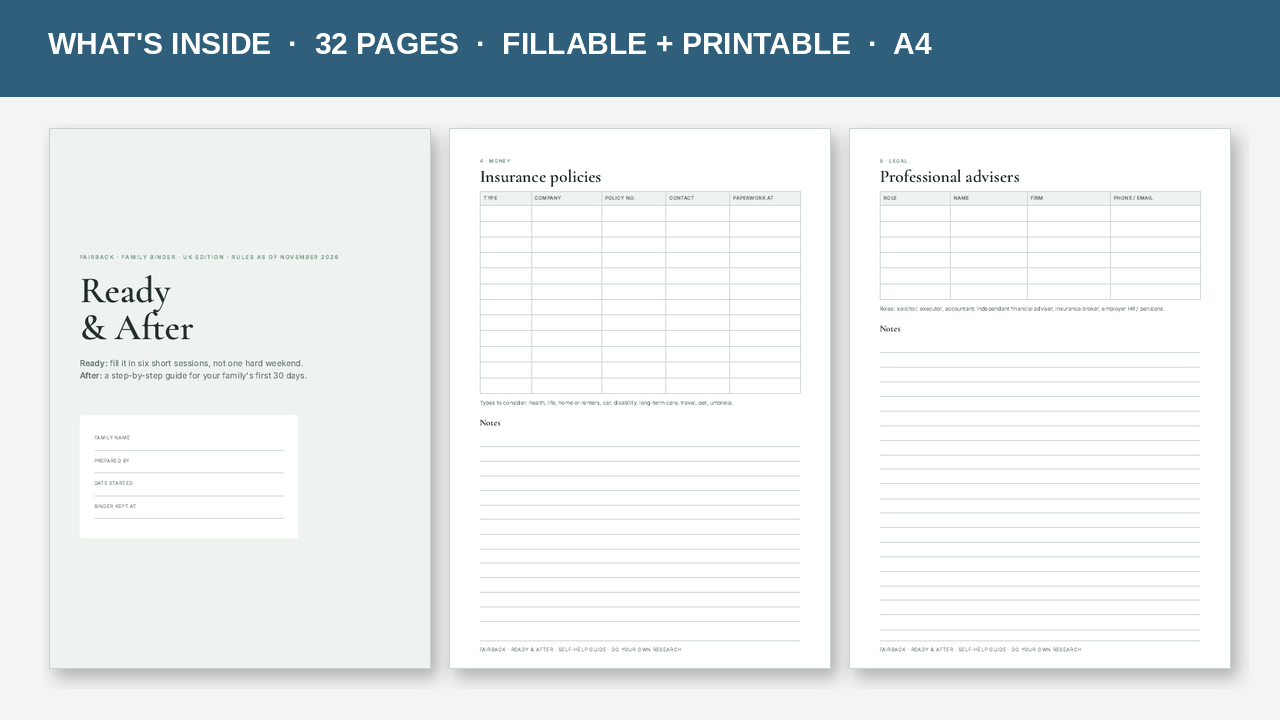 WHAT'S INSIDE · 32 PAGES · FILLABLE + PRINTABLE · A4
FAIRBACK · FAMILY BINDER · UK EDITION · RULES AS OF NOVEMBER 2026
Ready
& After
Ready: fill it in six short sessions, not one hard weekend.
After: a step-by-step guide for your family's first 30 days.
FAMILY NAME
PREPARED BY
DATE STARTED
BINDER KEPT AT
4 · MONEY
Insurance policies
TYPE COMPANY POLICY NO. CONTACT PAPERWORK AT
Types to consider: health, life, home or renters, car, disability, long-term care, travel, pet, umbrella.
Notes
FAIRBACK · READY & AFTER · SELF-HELP GUIDE · DO YOUR OWN RESEARCH
8 · LEGAL
Professional advisers
ROLE NAME FIRM PHONE / EMAIL
Roles: solicitor, executor, accountant, independent financial adviser, insurance broker, employer HR / pensions.
Notes
FAIRBACK · READY & AFTER · SELF-HELP GUIDE · DO YOUR OWN RESEARCH